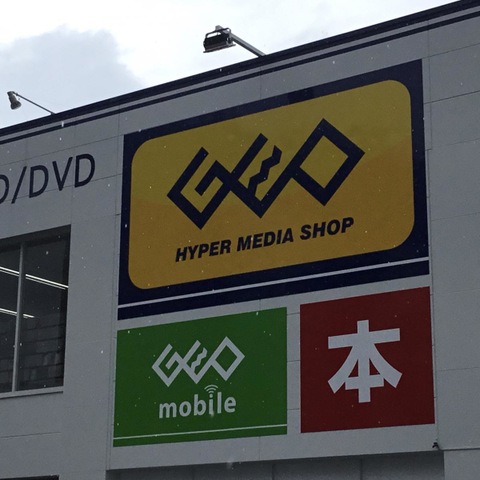 D/DVD
GEO
HYPER MEDIA SHOP
GEO
mobile
本